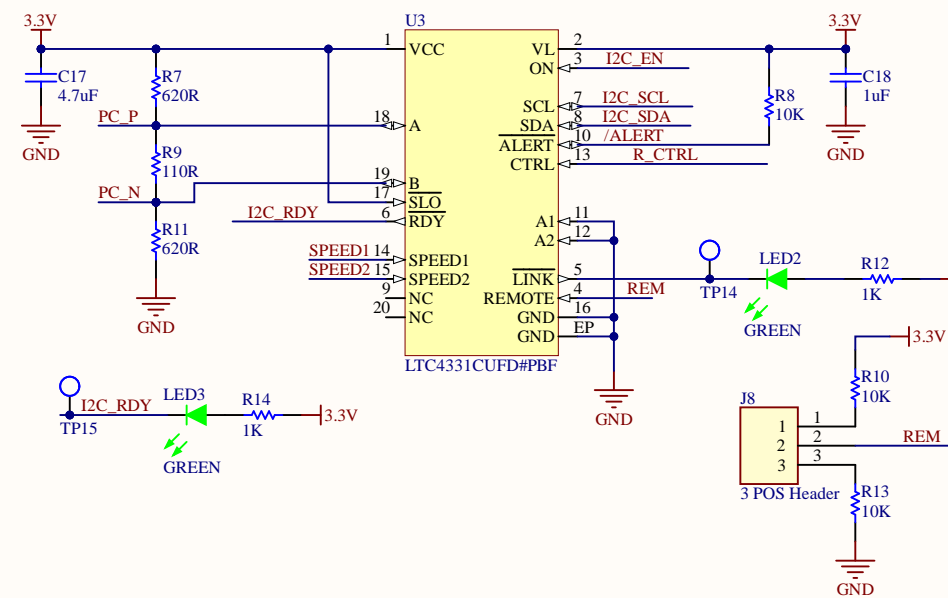 3.3V
U3
3.3V
1
VCC
VL
2
ON
3
I2C_EN
C17
4.7uF
R7
620R
C18
1uF
R8
10K
SCL
7
I2C_SCL
PC_P
18
A
SDA
8
I2C_SDA
ALERT
10
/ALERT
GND
GND
R9
110R
CTRL
13
R_CTRL
PC_N
19
B
17
SLO
I2C_RDY
6
RDY
A1
11
A2
12
R11
620R
SPEED1
14
SPEED1
SPEED2
15
SPEED2
LINK
5
TP14
LED2
GREEN
R12
1K
9
NC
REMOTE
4
REM
20
NC
GND
16
GND
EP
GND
LTC4331CUFD#PBF
3.3V
GND
R10
10K
TP15
I2C_RDY
LED3
GREEN
R14
1K
3.3V
J8
1
1
2
2
REM
3
3
3 POS Header
R13
10K
GND